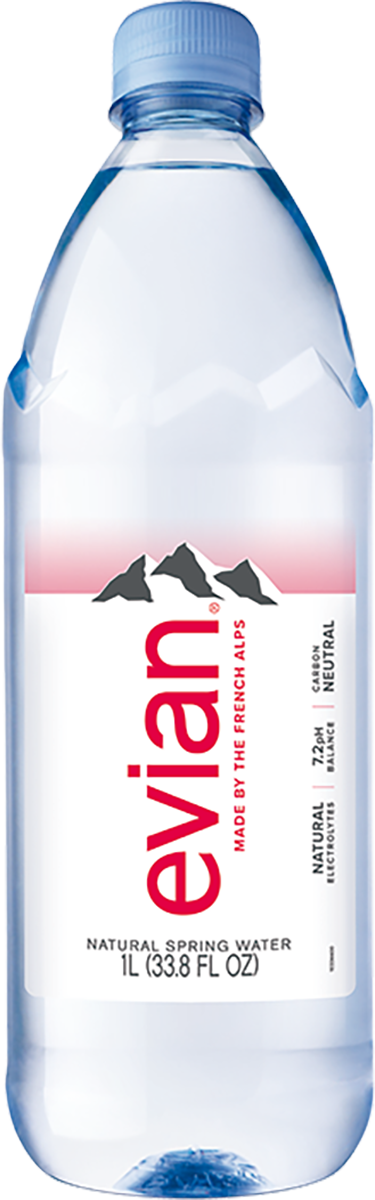 evian®
MADE BY THE FRENCH ALPS
NATURAL
ELECTROLYTES
7.2pH
BALANCE
CARBON
NEUTRAL
NATURAL SPRING WATER
1L (33.8 FL OZ)